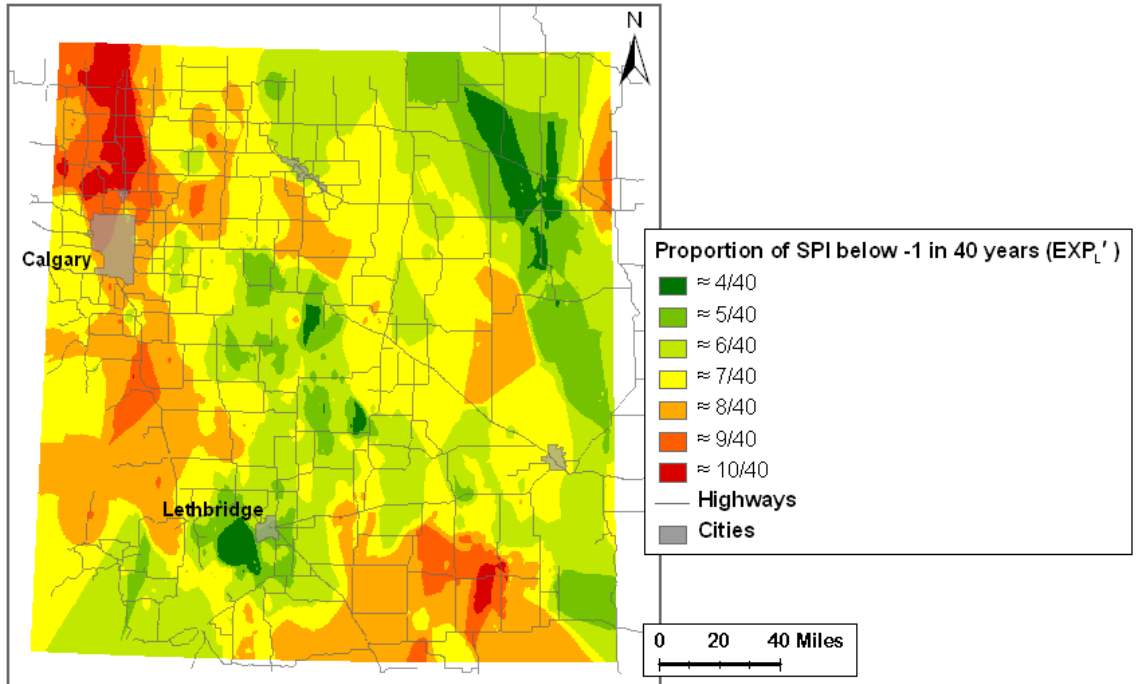 N
Calgary
Lethbridge
Proportion of SPI below -1 in 40 years (EXP_L′)
≈ 4/40
≈ 5/40
≈ 6/40
≈ 7/40
≈ 8/40
≈ 9/40
≈ 10/40
Highways
Cities
0 20 40 Miles